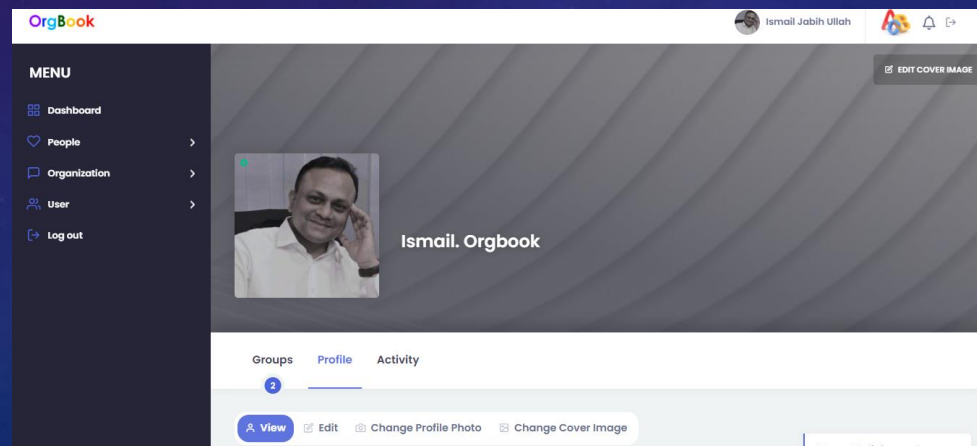 OrgBook
Ismail Jabih Ullah
MENU
EDIT COVER IMAGE
Dashboard
People
Organization
User
Log out
Ismail. Orgbook
Groups Profile Activity
2
View Edit Change Profile Photo Change Cover Image